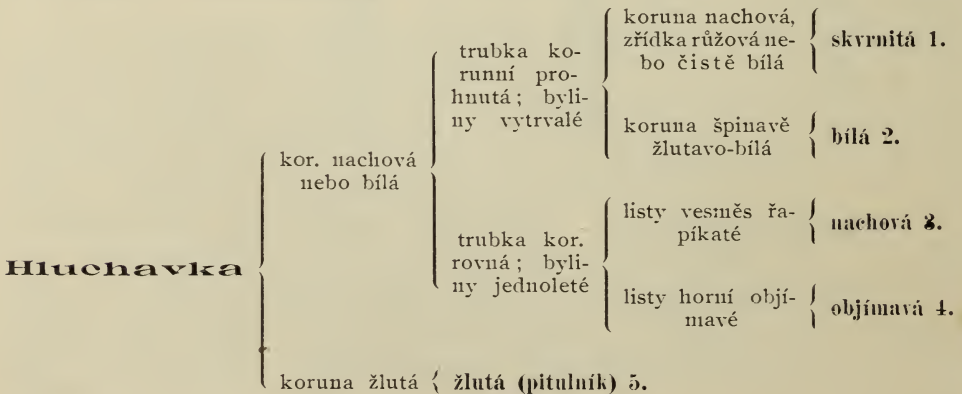 Hluchavka
kor. nachová
nebo bílá
trubka ko-
runní pro-
hnutá; byli-
ny vytrvalé
koruna nachová,
zřídka růžová ne-
bo čistě bílá
skvrnitá 1.
koruna špinavě
žlutavo-bílá
bílá 2.
trubka kor.
rovná; byli-
ny jednoleté
listy vesměs řa-
píkaté
nachová 3.
listy horní objí-
mavé
objímavá 4.
koruna žlutá
žlutá (pitulník) 5.